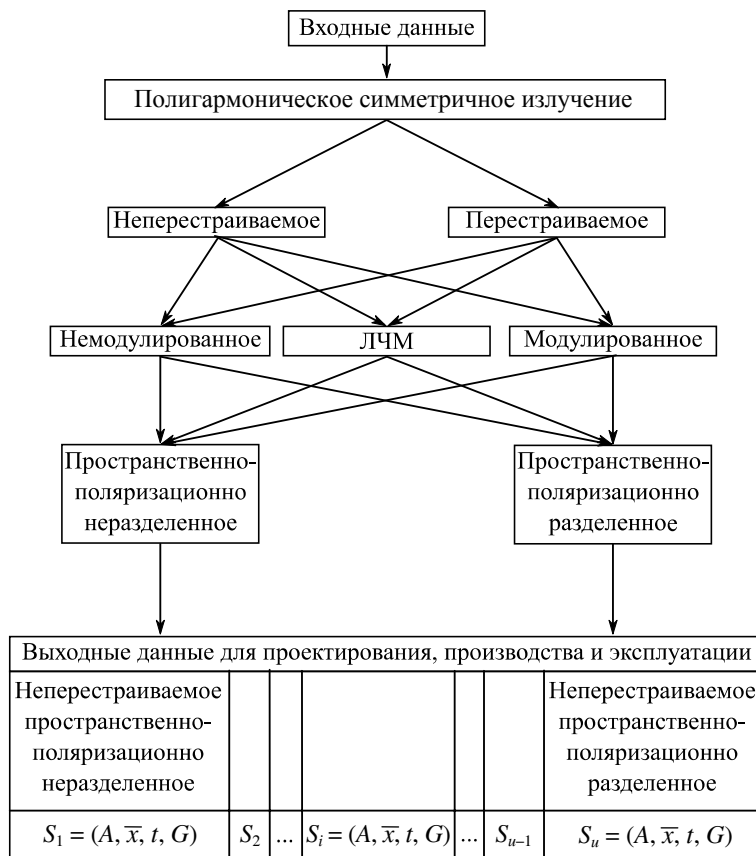 Входные данные
Полигармоническое симметричное излучение
Неперестраиваемое
Перестраиваемое
Немодулированное
ЛЧМ
Модулированное
Пространственно-
поляризационно
неразделенное
Пространственно-
поляризационно
разделенное
Выходные данные для проектирования, производства и эксплуатации
Неперестраиваемое
пространственно-
поляризационно
неразделенное
Неперестраиваемое
пространственно-
поляризационно
разделенное
S₁ = (A, x̅, t, G) S₂ ... Sᵢ = (A, x̅, t, G) ... Sᵤ₋₁ Sᵤ = (A, x̅, t, G)